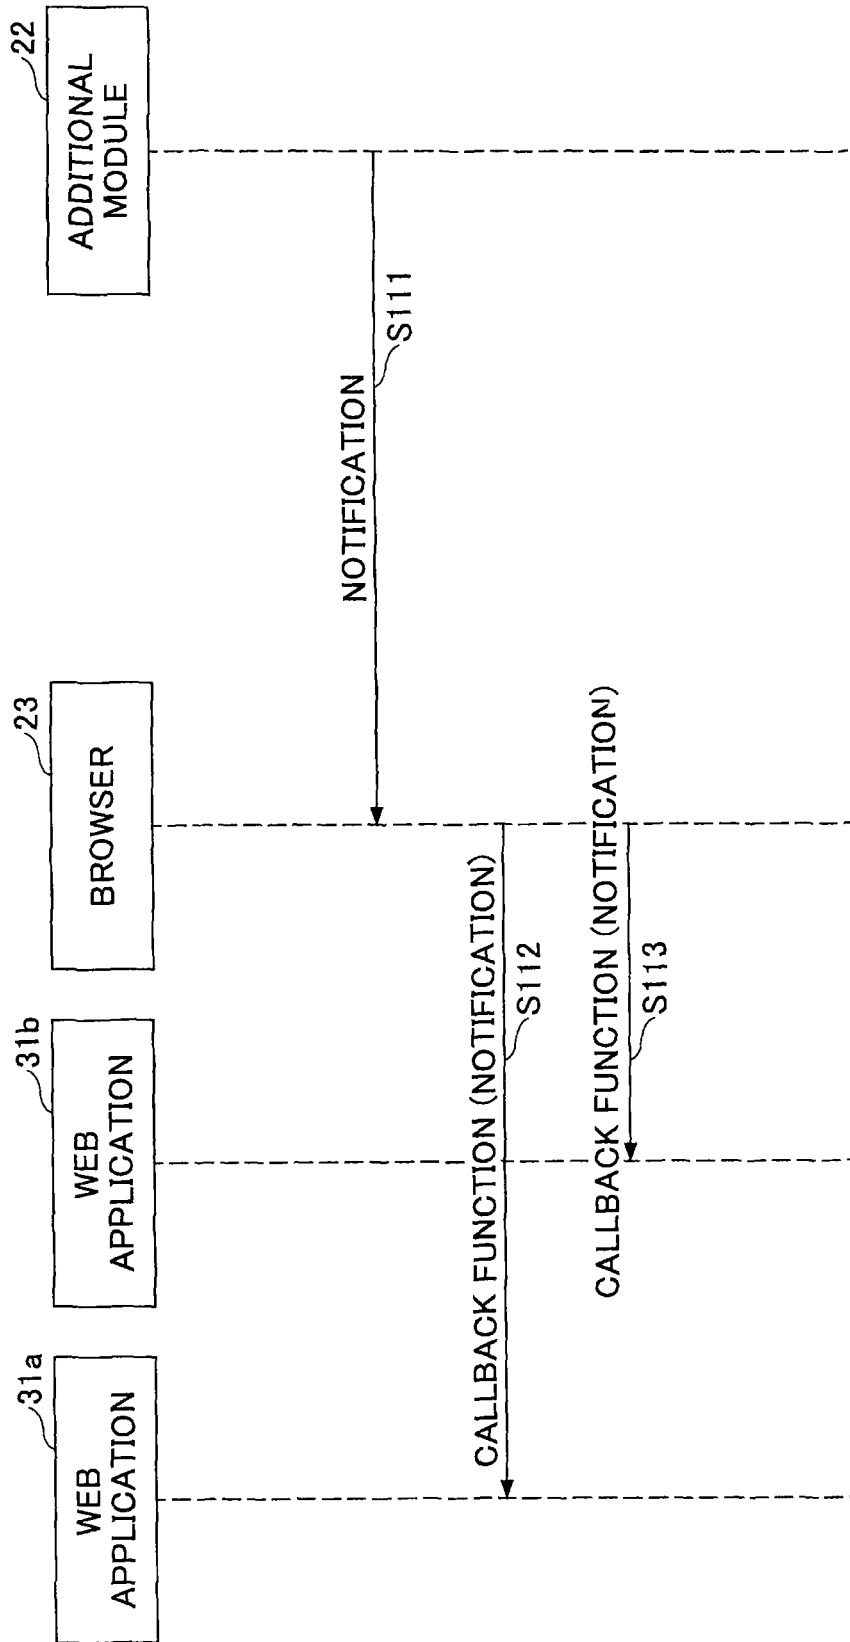 31a
WEB
APPLICATION
31b
WEB
APPLICATION
23
BROWSER
22
ADDITIONAL
MODULE
NOTIFICATION
S111
CALLBACK FUNCTION (NOTIFICATION)
S112
CALLBACK FUNCTION (NOTIFICATION)
S113